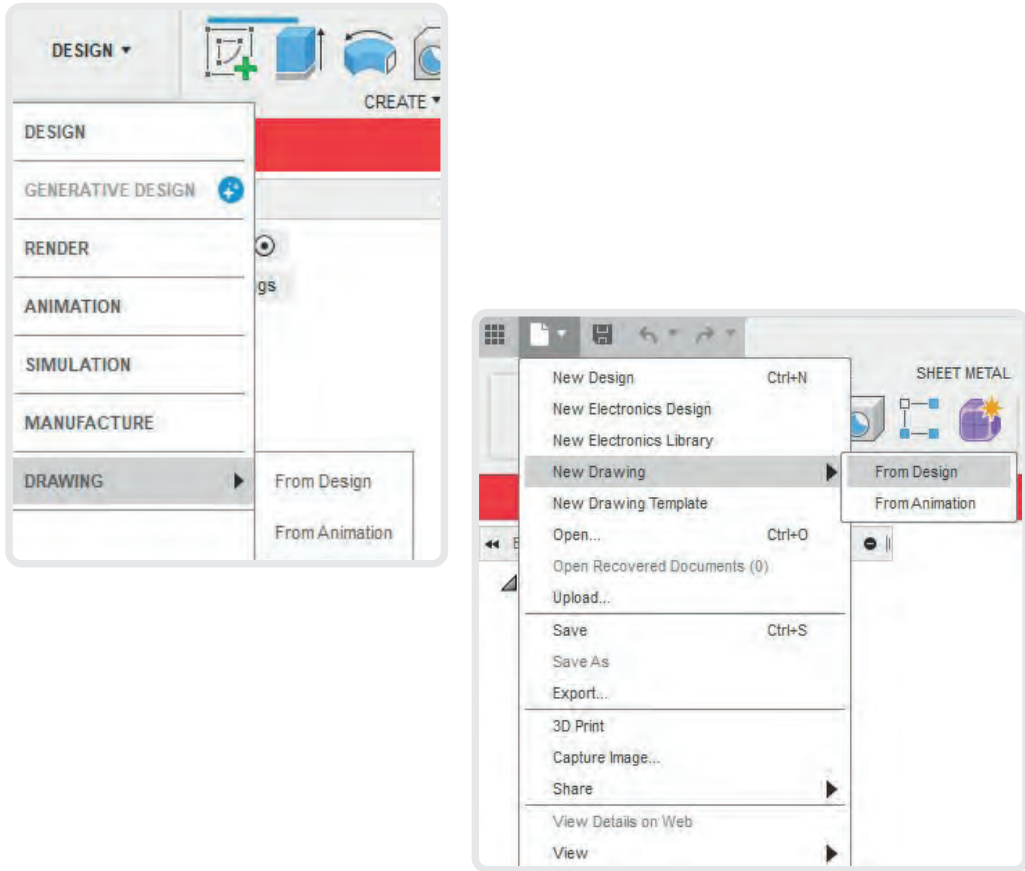 DESIGN
CREATE
DESIGN
GENERATIVE DESIGN
RENDER
gs
ANIMATION
SIMULATION
MANUFACTURE
DRAWING
From Design
From Animation
SHEET METAL
New Design Ctrl+N
New Electronics Design
New Electronics Library
New Drawing
From Design
New Drawing Template
From Animation
Open... Ctrl+O
Open Recovered Documents (0)
Upload...
Save Ctrl+S
Save As
Export...
3D Print
Capture Image...
Share
View Details on Web
View